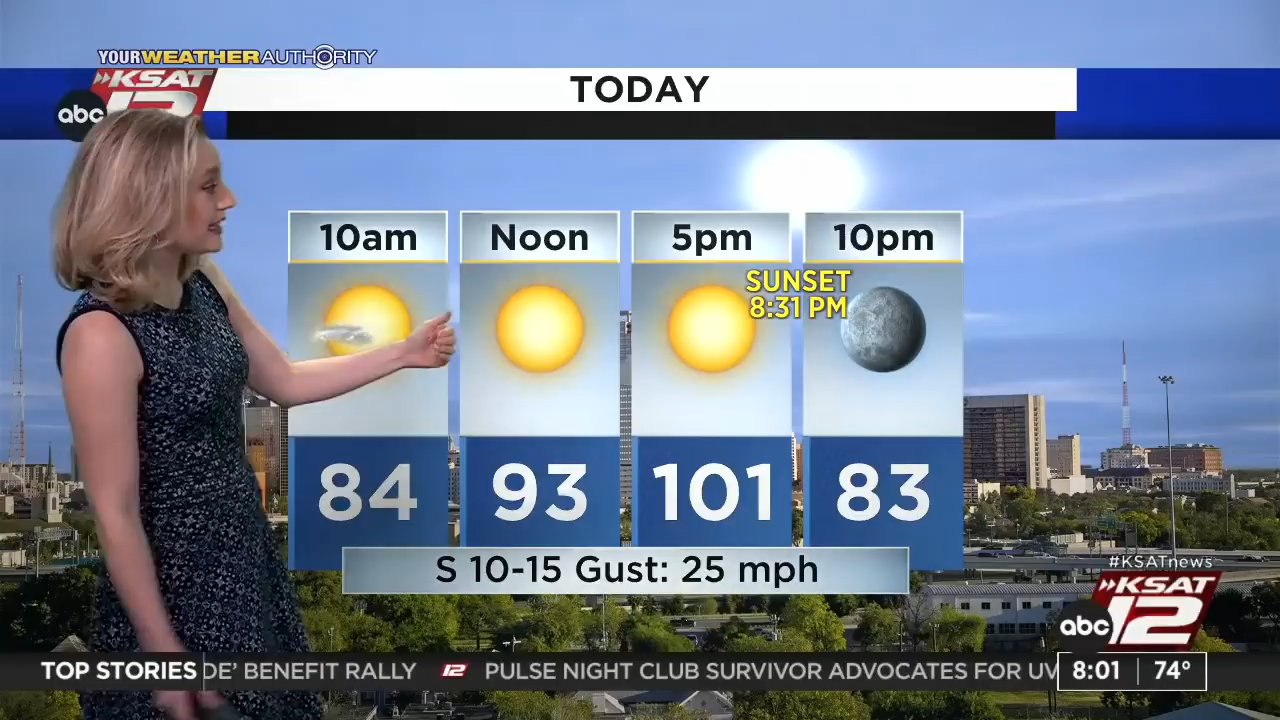 YOURWEATHERAUTHORITY
KSAT
12
abc
TODAY
10am
Noon
5pm
10pm
SUNSET
8:31 PM
84
93
101
83
S 10-15 Gust: 25 mph
#KSATnews
KSAT
abc 12
TOP STORIES DE' BENEFIT RALLY 12 PULSE NIGHT CLUB SURVIVOR ADVOCATES FOR UV 8:01 74°